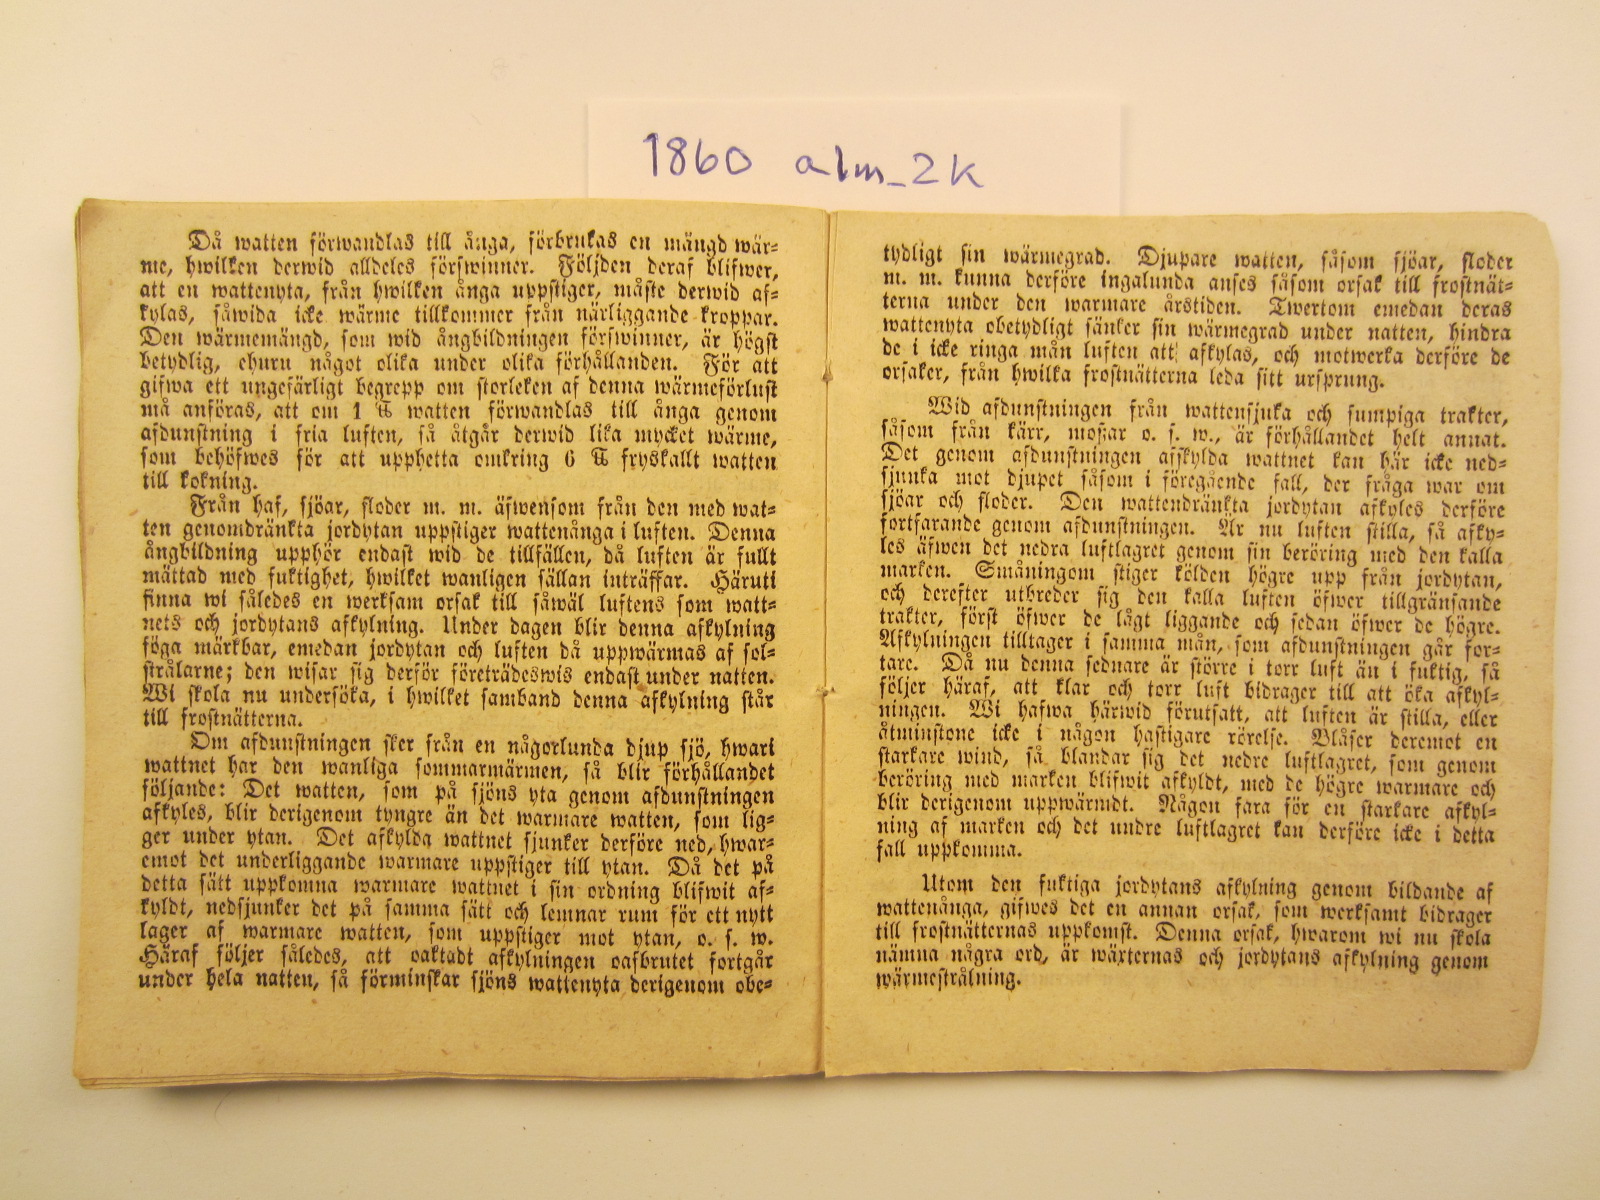 1860 alm_2K
Då watten förwandlas till ånga, förbrukas en mängd wär=
me, hwilken derwid alldeles förswinner. Följden deraf blifwer,
att en wattenyta, från hwilken ånga uppstiger, måste derwid af=
kylas, såwida icke wärme tillkommer från närliggande kroppar.
Den wärmemängd, som wid ångbildningen förswinner, är högst
betydlig, ehuru något olika under olika förhållanden. För att
gifwa ett ungefärligt begrepp om storleken af denna wärmeförlust
må anföras, att om 1 ℔ watten förwandlas till ånga genom
afdunstning i fria luften, så åtgår derwid lika mycket wärme,
som behöfwes för att upphetta omkring 6 ℔ fryskallt watten
till kokning.
Från haf, sjöar, floder m. m. äfwensom från den med wat=
ten genomdränkta jordytan uppstiger wattenånga i luften. Denna
ångbildning upphör endast wid de tillfällen, då luften är fullt
mättad med fuktighet, hwilket wanligen sällan inträffar. Häruti
finna wi således en werksam orsak till såwäl luftens som watt=
nets och jordytans afkylning. Under dagen blir denna afkylning
föga märkbar, emedan jordytan och luften då uppwärmas af sol=
strålarne; den wisar sig derför företrädeswis endast under natten.
Wi skola nu undersöka, i hwilket samband denna afkylning står
till frostnätterna.
Om afdunstningen sker från en någorlunda djup sjö, hwari
wattnet har den wanliga sommarwärmen, så blir förhållandet
följande: Det watten, som på sjöns yta genom afdunstningen
afkyles, blir derigenom tyngre än det warmare watten, som lig=
ger under ytan. Det afkylda wattnet sjunker derföre ned, hwar=
emot det underliggande warmare uppstiger till ytan. Då det på
detta sätt uppkomna warmare wattnet i sin ordning blifwit af=
kyldt, nedsjunker det på samma sätt och lemnar rum för ett nytt
lager af warmare watten, som uppstiger mot ytan, o. s. w.
Häraf följer således, att oaktadt afkylningen oafbrutet fortgår
under hela natten, så förminskar sjöns wattenyta derigenom obe=
tydligt sin wärmegrad. Djupare watten, såsom sjöar, floder
m. m. kunna derföre ingalunda anses såsom orsak till frostnät=
terna under den warmare årstiden. Twertom emedan deras
wattenyta obetydligt sänker sin wärmegrad under natten, hindra
de i icke ringa mån luften att afkylas, och motwerka derföre de
orsaker, från hwilka frostnätterna leda sitt ursprung.
Wid afdunstningen från wattensjuka och sumpiga trakter,
såsom från kärr, mossar o. s. w., är förhållandet helt annat.
Det genom afdunstningen afkylda wattnet kan här icke ned=
sjunka mot djupet såsom i föregående fall, der fråga war om
sjöar och floder. Den wattendränkta jordytan afkyles derföre
fortfarande genom afdunstningen. Är nu luften stilla, så afky=
les äfwen det nedra luftlagret genom sin beröring med den kalla
marken. Småningom stiger kölden högre upp från jordytan,
och derefter utbreder sig den kalla luften öfwer tillgränsande
trakter, först öfwer de lågt liggande och sedan öfwer de högre.
Afkylningen tilltager i samma mån, som afdunstningen går for=
tare. Då nu denna sednare är större i torr luft än i fuktig, så
följer häraf, att klar och torr luft bidrager till att öka afkyl=
ningen. Wi hafwa härwid förutsatt, att luften är stilla, eller
åtminstone icke i någon hastigare rörelse. Blåser deremot en
starkare wind, så blandar sig det nedre luftlagret, som genom
beröring med marken blifwit afkyldt, med de högre warmare och
blir derigenom uppwärmdt. Någon fara för en starkare afkyl=
ning af marken och det undre luftlagret kan derföre icke i detta
fall uppkomma.
Utom den fuktiga jordytans afkylning genom bildande af
wattenånga, gifwes det en annan orsak, som werksamt bidrager
till frostnätternas uppkomst. Denna orsak, hwarom wi nu skola
nämna några ord, är wäxternas och jordytans afkylning genom
wärmestrålning.